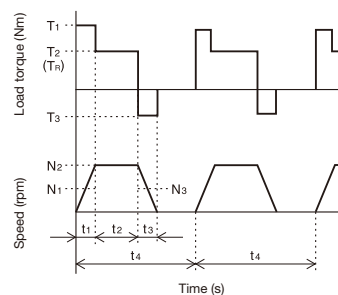 Load torque (Nm)
T1
T2
(TR)
T3
Speed (rpm)
N2
N1
N3
t1 t2 t3
t4 t4
Time (s)